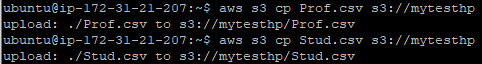 ubuntu@ip-172-31-21-207:~$ aws s3 cp Prof.csv s3://mytesthp
upload: ./Prof.csv to s3://mytesthp/Prof.csv
ubuntu@ip-172-31-21-207:~$ aws s3 cp Stud.csv s3://mytesthp
upload: ./Stud.csv to s3://mytesthp/Stud.csv